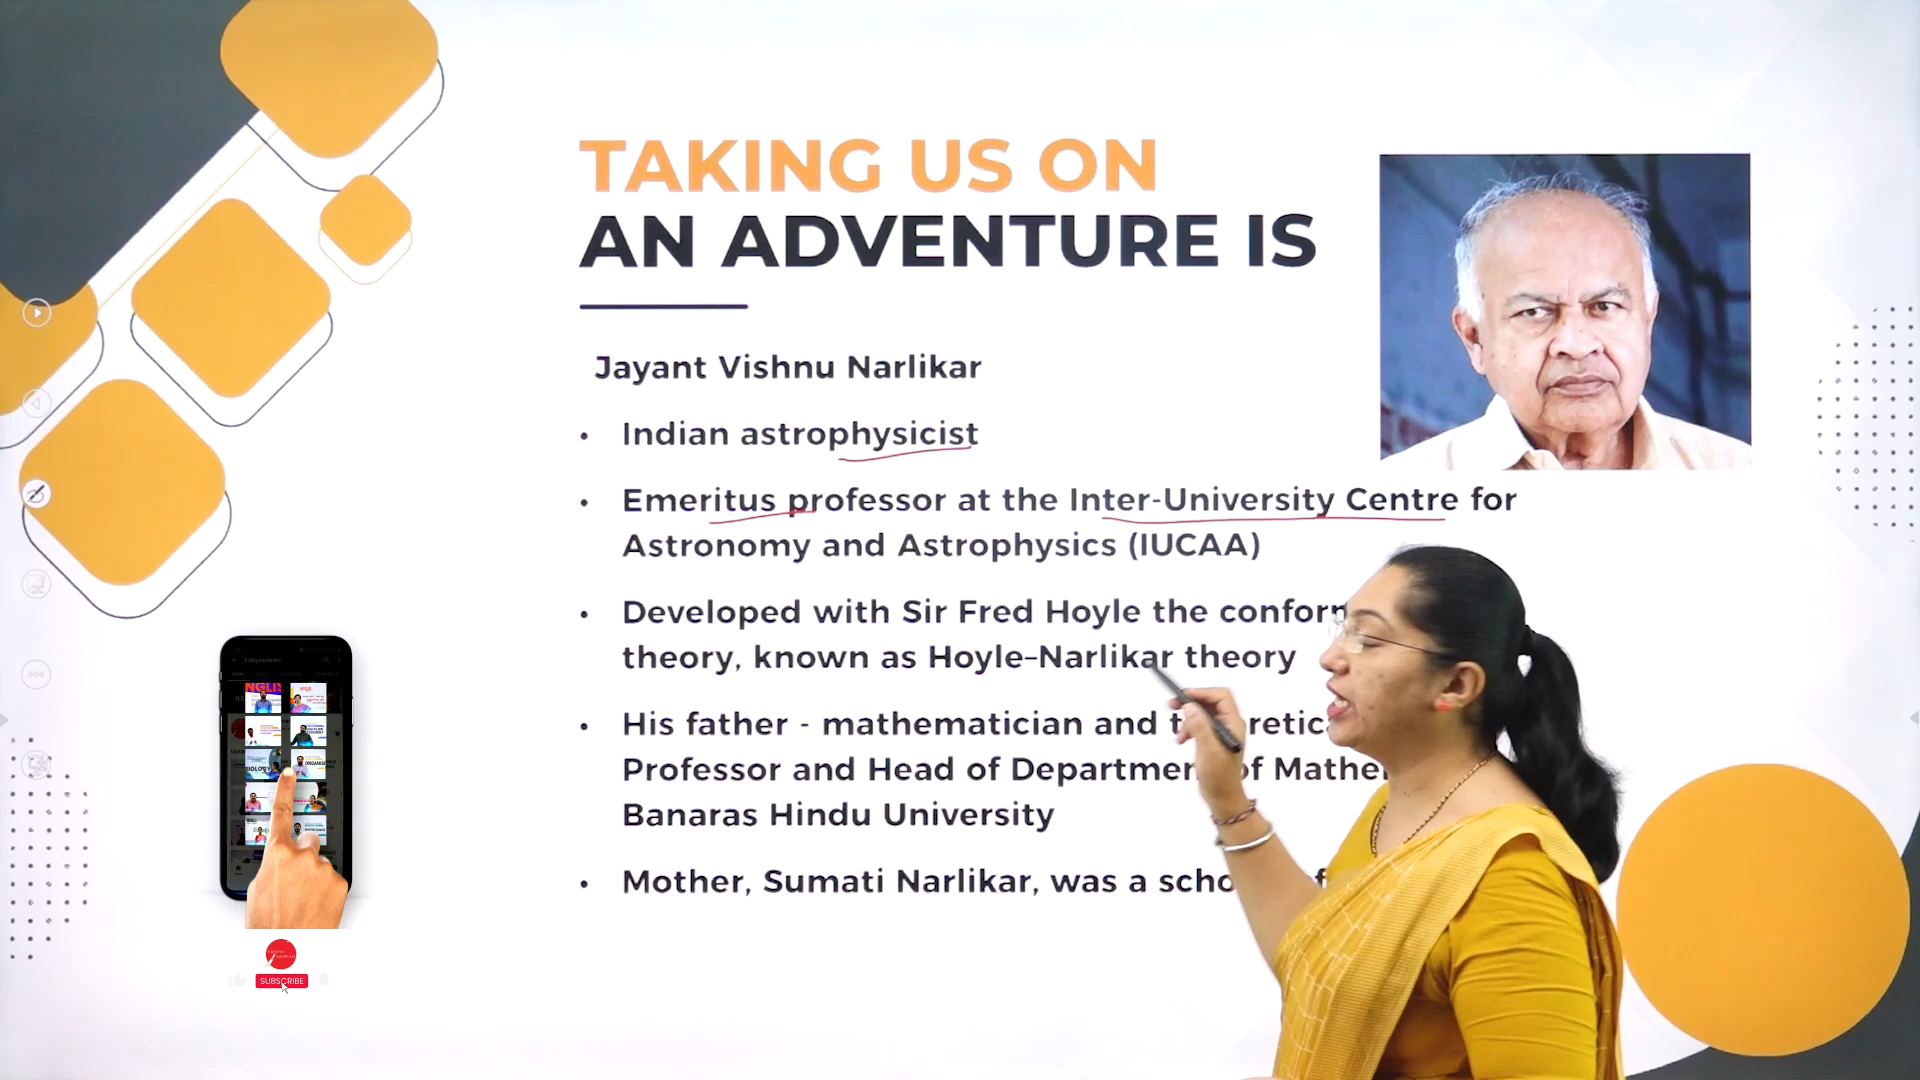 TAKING US ON
AN ADVENTURE IS
Jayant Vishnu Narlikar
• Indian astrophysicist
• Emeritus professor at the Inter-University Centre for
Astronomy and Astrophysics (IUCAA)
• Developed with Sir Fred Hoyle the
theory, known as Hoyle–Narlikar theory
• His father - mathematician and
Professor and Head of Department of
Banaras Hindu University
• Mother, Sumati Narlikar, was a
SUBSCRIBE